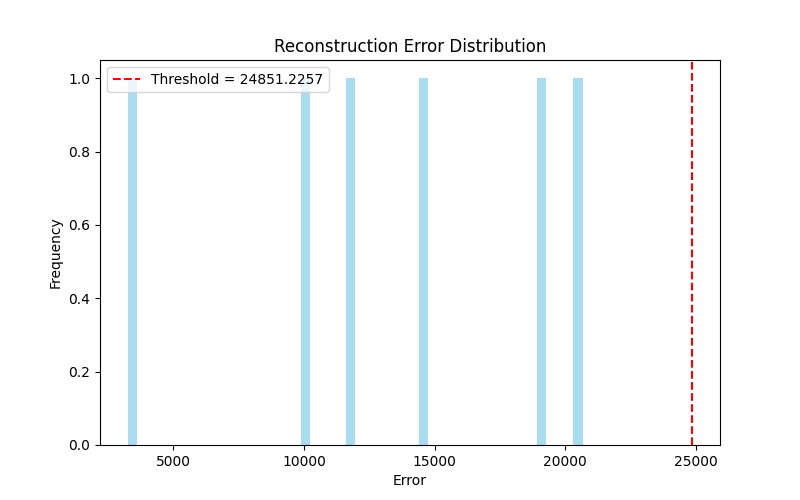 Reconstruction Error Distribution
Threshold = 24851.2257
1.0
0.8
0.6
0.4
0.2
0.0
Frequency
5000 10000 15000 20000 25000
Error